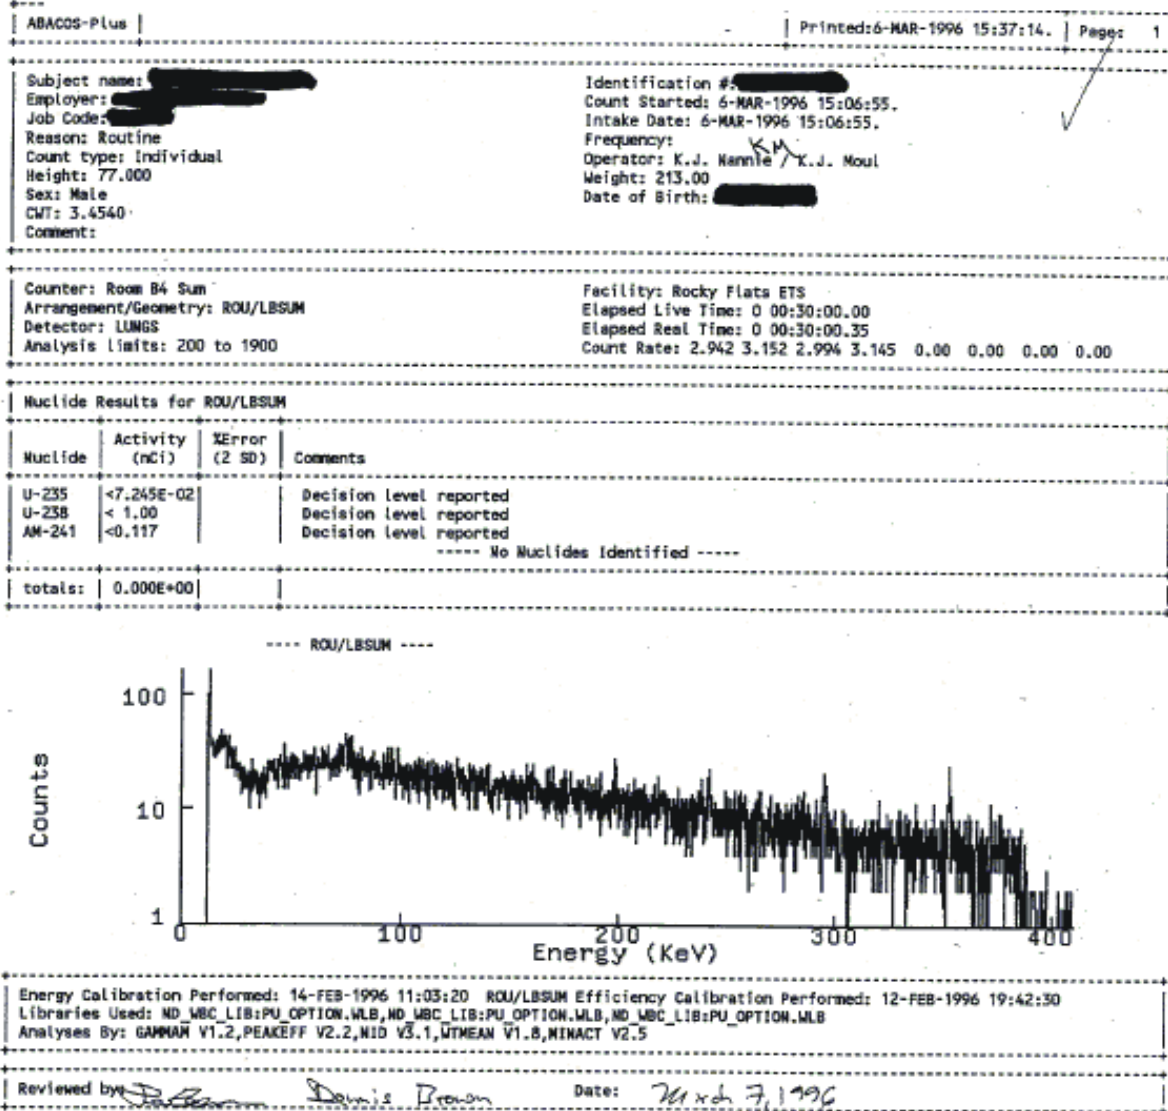 ABACOS-Plus Printed:6-MAR-1996 15:37:14. Page: 1
Subject name: Identification #:
Employer: Count Started: 6-MAR-1996 15:06:55.
Job Code: Intake Date: 6-MAR-1996 15:06:55.
Reason: Routine Frequency:
KM
Count type: Individual Operator: K.J. Nannie / K.J. Moul
Height: 77.000 Weight: 213.00
Sex: Male Date of Birth:
CWT: 3.4540
Comment:
Counter: Room B4 Sum Facility: Rocky Flats ETS
Arrangement/Geometry: ROU/LBSUM Elapsed Live Time: 0 00:30:00.00
Detector: LUNGS Elapsed Real Time: 0 00:30:00.35
Analysis limits: 200 to 1900 Count Rate: 2.942 3.152 2.994 3.145 0.00 0.00 0.00 0.00
Nuclide Results for ROU/LBSUM
Activity %Error
Nuclide (nCi) (2 SD) Comments
U-235 <7.245E-02 Decision level reported
U-238 < 1.00 Decision level reported
AM-241 <0.117 Decision level reported
----- No Nuclides Identified -----
totals: 0.000E+00
---- ROU/LBSUM ----
100
10
1
Counts
0 100 200 300 400
Energy (KeV)
Energy Calibration Performed: 14-FEB-1996 11:03:20 ROU/LBSUM Efficiency Calibration Performed: 12-FEB-1996 19:42:30
Libraries Used: ND_WBC_LIB:PU_OPTION.WLB,ND_WBC_LIB:PU_OPTION.WLB,ND_WBC_LIB:PU_OPTION.WLB
Analyses By: GAMMAM V1.2,PEAKEFF V2.2,NID V3.1,WTMEAN V1.8,MINACT V2.5
Reviewed by: Dennis Brown Date: March 7, 1996